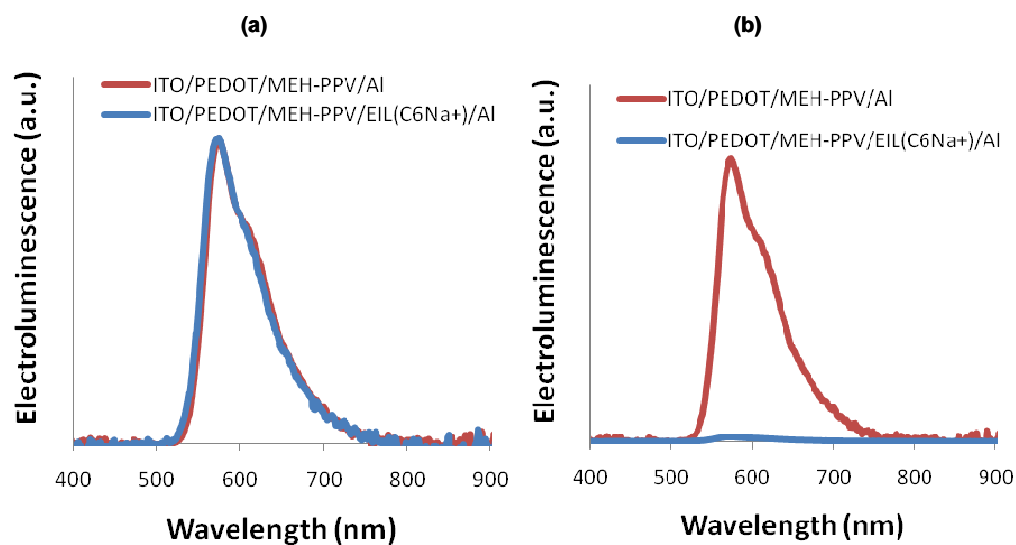 (a)
ITO/PEDOT/MEH-PPV/Al
ITO/PEDOT/MEH-PPV/EIL(C6Na+)/Al
Electroluminescence (a.u.)
400 500 600 700 800 900
Wavelength (nm)
(b)
ITO/PEDOT/MEH-PPV/Al
ITO/PEDOT/MEH-PPV/EIL(C6Na+)/Al
Electroluminescence (a.u.)
400 500 600 700 800 900
Wavelength (nm)